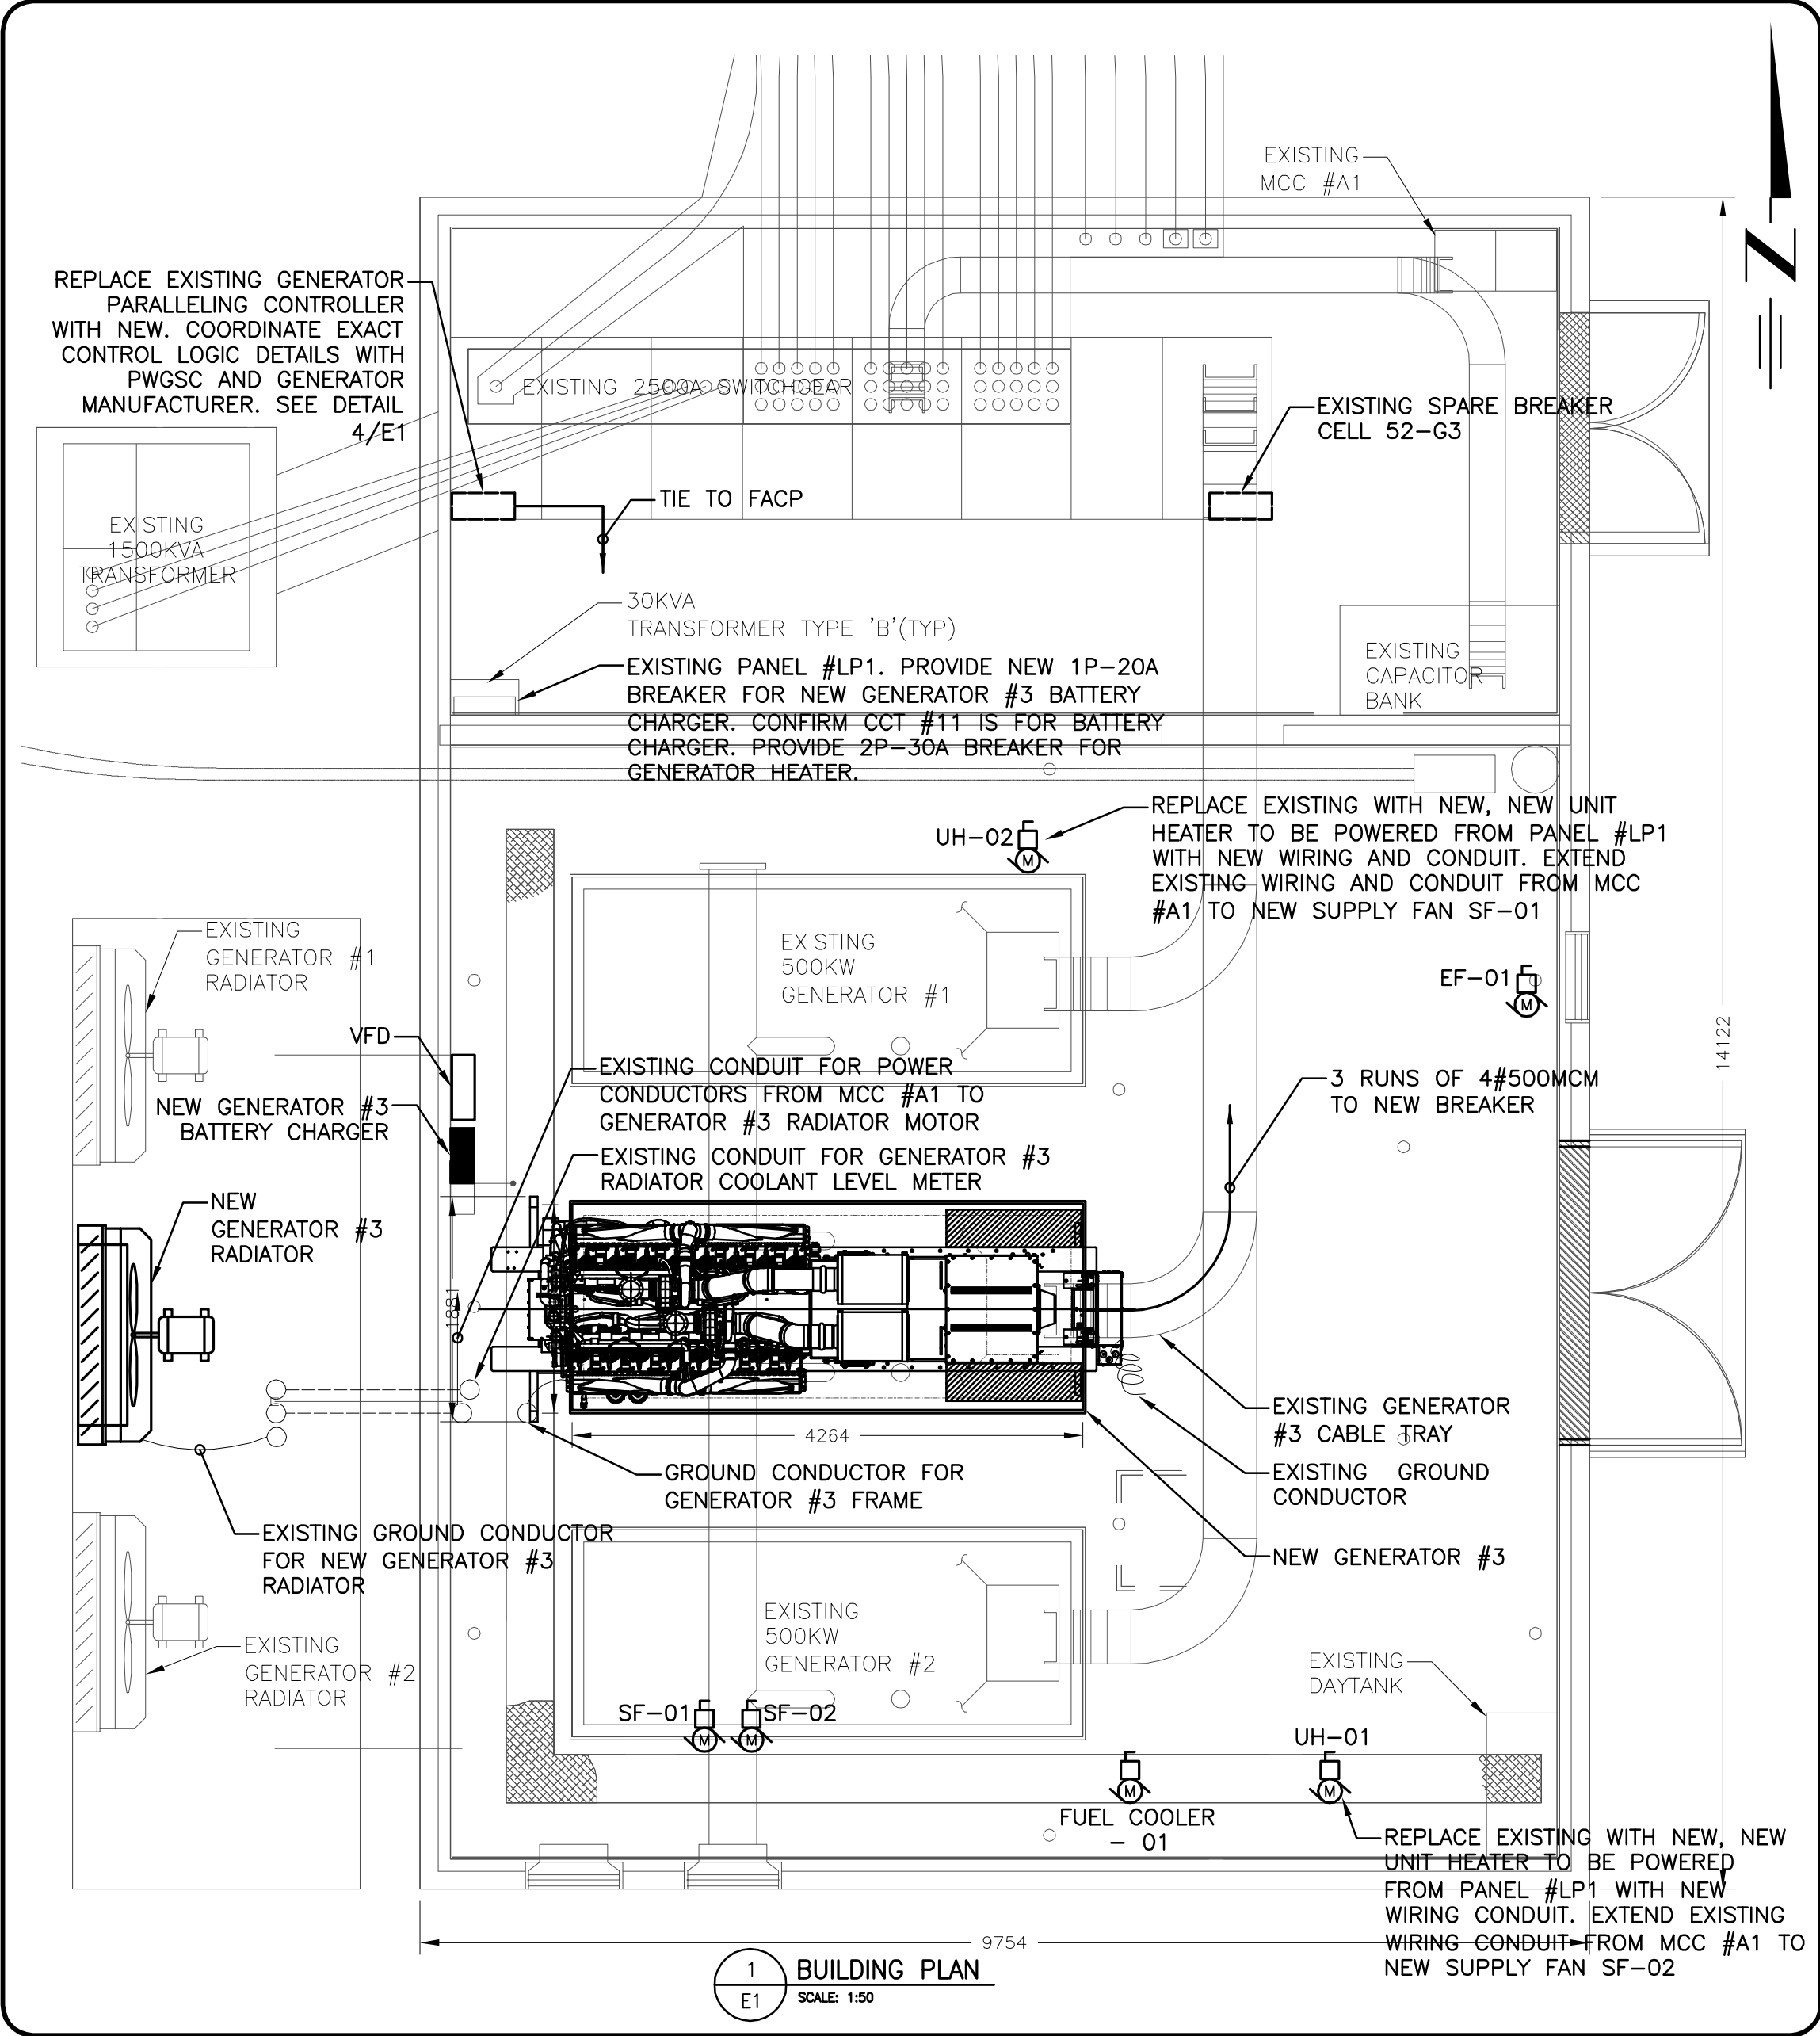 EXISTING
MCC #A1
N
REPLACE EXISTING GENERATOR
PARALLELING CONTROLLER
WITH NEW. COORDINATE EXACT
CONTROL LOGIC DETAILS WITH
PWGSC AND GENERATOR
MANUFACTURER. SEE DETAIL
4/E1
EXISTING 2500A SWITCHGEAR
EXISTING SPARE BREAKER
CELL 52-G3
TIE TO FACP
EXISTING
1500KVA
TRANSFORMER
30KVA
TRANSFORMER TYPE 'B'(TYP)
EXISTING PANEL #LP1. PROVIDE NEW 1P-20A
BREAKER FOR NEW GENERATOR #3 BATTERY
CHARGER. CONFIRM CCT #11 IS FOR BATTERY
CHARGER. PROVIDE 2P-30A BREAKER FOR
GENERATOR HEATER.
EXISTING
CAPACITOR
BANK
UH-02
M
REPLACE EXISTING WITH NEW, NEW UNIT
HEATER TO BE POWERED FROM PANEL #LP1
WITH NEW WIRING AND CONDUIT. EXTEND
EXISTING WIRING AND CONDUIT FROM MCC
#A1 TO NEW SUPPLY FAN SF-01
EXISTING
GENERATOR #1
RADIATOR
EXISTING
500KW
GENERATOR #1
EF-01
M
VFD
14122
EXISTING CONDUIT FOR POWER
CONDUCTORS FROM MCC #A1 TO
GENERATOR #3 RADIATOR MOTOR
3 RUNS OF 4#500MCM
TO NEW BREAKER
NEW GENERATOR #3
BATTERY CHARGER
EXISTING CONDUIT FOR GENERATOR #3
RADIATOR COOLANT LEVEL METER
NEW
GENERATOR #3
RADIATOR
1881
4264
EXISTING GENERATOR
#3 CABLE TRAY
GROUND CONDUCTOR FOR
GENERATOR #3 FRAME
EXISTING GROUND
CONDUCTOR
EXISTING GROUND CONDUCTOR
FOR NEW GENERATOR #3
RADIATOR
NEW GENERATOR #3
EXISTING
500KW
GENERATOR #2
EXISTING
GENERATOR #2
RADIATOR
EXISTING
DAYTANK
SF-01
M
SF-02
M
UH-01
M
M
FUEL COOLER
- 01
REPLACE EXISTING WITH NEW, NEW
UNIT HEATER TO BE POWERED
FROM PANEL #LP1 WITH NEW
WIRING CONDUIT. EXTEND EXISTING
WIRING CONDUIT FROM MCC #A1 TO
NEW SUPPLY FAN SF-02
9754
1
E1
BUILDING PLAN
SCALE: 1:50